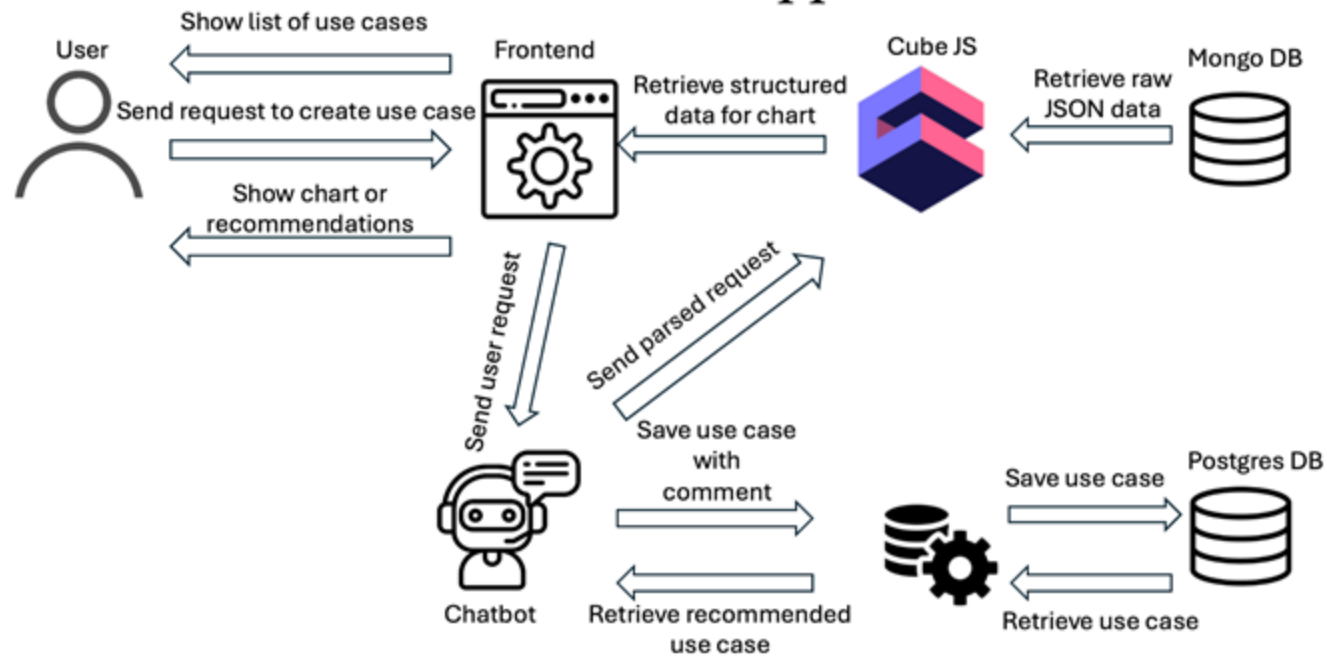 Show list of use cases
User
Frontend
Cube JS
Mongo DB
Send request to create use case
Retrieve structured
data for chart
Retrieve raw
JSON data
Show chart or
recommendations
Send user request
Send parsed request
Save use case
with
comment
Postgres DB
Save use case
Chatbot
Retrieve recommended
use case
Retrieve use case